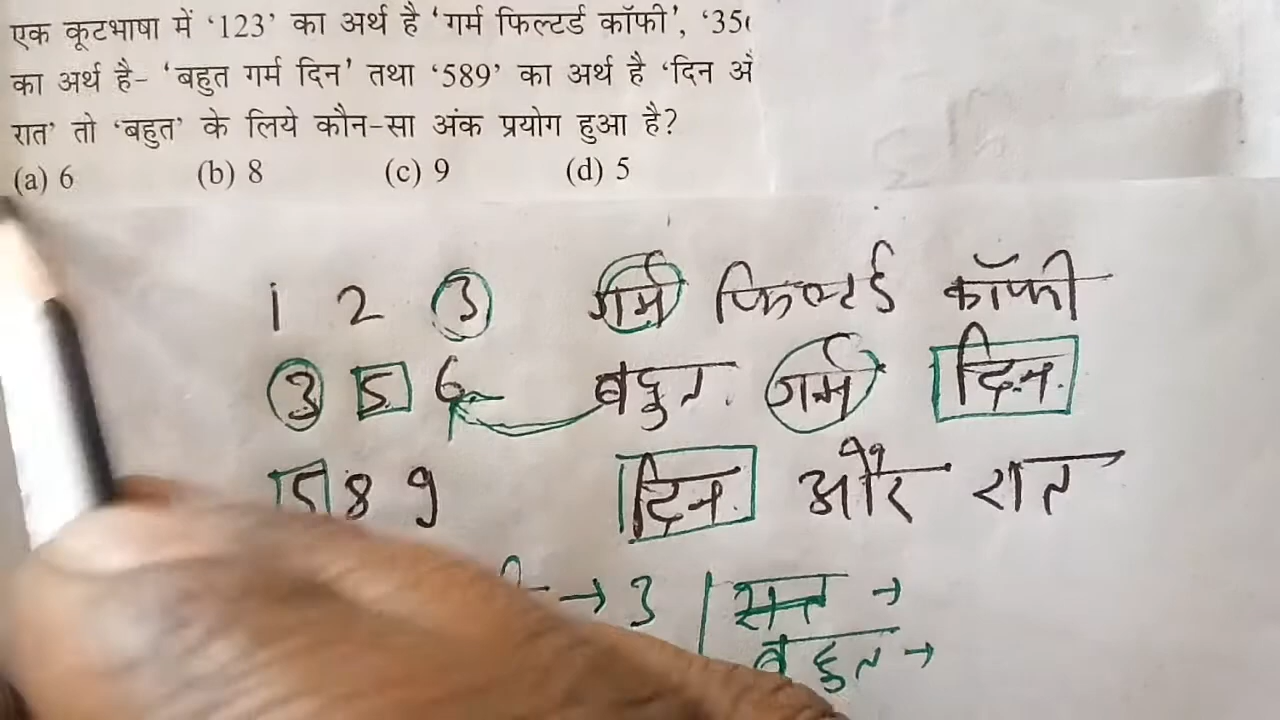 एक कूटभाषा में ‘123’ का अर्थ है ‘गर्म फिल्टर्ड कॉफी’, ‘35
का अर्थ है- ‘बहुत गर्म दिन’ तथा ‘589’ का अर्थ है ‘दिन
रात’ तो ‘बहुत’ के लिये कौन-सा अंक प्रयोग हुआ है?
(a) 6 (b) 8 (c) 9 (d) 5
1 2 3 गर्म फिल्टर्ड कॉफी
3 5 6 बहुत. गर्म दिन.
5 8 9 दिन. और रात
→ 3 | रात →
बहुत →